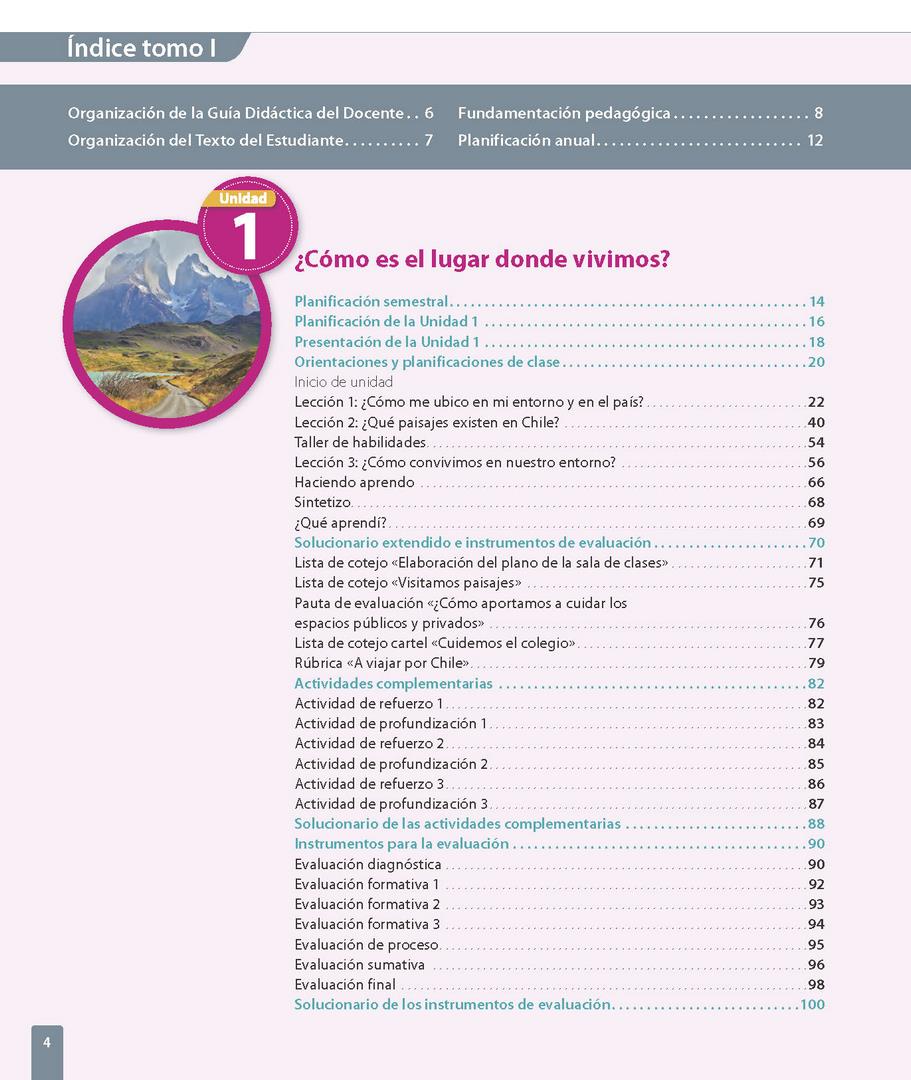 Índice tomo I
Organización de la Guía Didáctica del Docente . . 6
Organización del Texto del Estudiante. . . . . . . . . . 7
Fundamentación pedagógica . . . . . . . . . . . . . . . . . . 8
Planificación anual. . . . . . . . . . . . . . . . . . . . . . . . . . . 12
Unidad
1
¿Cómo es el lugar donde vivimos?
Planificación semestral. . . . . . . . . . 14
Planificación de la Unidad 1 . . . . . . . . . . 16
Presentación de la Unidad 1 . . . . . . . . . . 18
Orientaciones y planificaciones de clase . . . . . . . . . . 20
Inicio de unidad
Lección 1: ¿Cómo me ubico en mi entorno y en el país? . . . . . . . . . . 22
Lección 2: ¿Qué paisajes existen en Chile? . . . . . . . . . . 40
Taller de habilidades. . . . . . . . . . 54
Lección 3: ¿Cómo convivimos en nuestro entorno? . . . . . . . . . . 56
Haciendo aprendo . . . . . . . . . . 66
Sintetizo. . . . . . . . . . 68
¿Qué aprendí? . . . . . . . . . . 69
Solucionario extendido e instrumentos de evaluación . . . . . . . . . . 70
Lista de cotejo «Elaboración del plano de la sala de clases» . . . . . . . . . . 71
Lista de cotejo «Visitamos paisajes» . . . . . . . . . . 75
Pauta de evaluación «¿Cómo aportamos a cuidar los
espacios públicos y privados» . . . . . . . . . . 76
Lista de cotejo cartel «Cuidemos el colegio» . . . . . . . . . . 77
Rúbrica «A viajar por Chile» . . . . . . . . . . 79
Actividades complementarias . . . . . . . . . . 82
Actividad de refuerzo 1 . . . . . . . . . . 82
Actividad de profundización 1 . . . . . . . . . . 83
Actividad de refuerzo 2 . . . . . . . . . . 84
Actividad de profundización 2 . . . . . . . . . . 85
Actividad de refuerzo 3 . . . . . . . . . . 86
Actividad de profundización 3 . . . . . . . . . . 87
Solucionario de las actividades complementarias . . . . . . . . . . 88
Instrumentos para la evaluación . . . . . . . . . . 90
Evaluación diagnóstica . . . . . . . . . . 90
Evaluación formativa 1 . . . . . . . . . . 92
Evaluación formativa 2 . . . . . . . . . . 93
Evaluación formativa 3 . . . . . . . . . . 94
Evaluación de proceso. . . . . . . . . . 95
Evaluación sumativa . . . . . . . . . . 96
Evaluación final . . . . . . . . . . 98
Solucionario de los instrumentos de evaluación . . . . . . . . . . 100
4